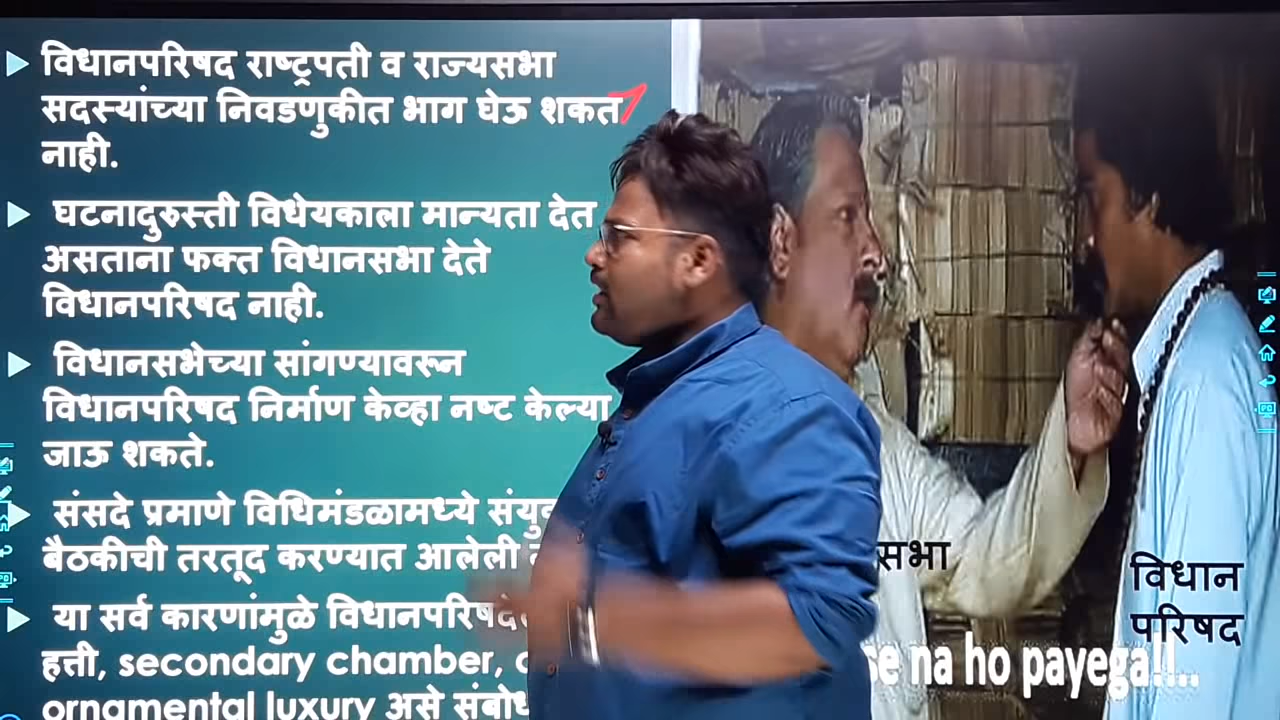 विधानपरिषद राष्ट्रपती व राज्यसभा
सदस्यांच्या निवडणुकीत भाग घेऊ शकत
नाही.
घटनादुरुस्ती विधेयकाला मान्यता देत
असताना फक्त विधानसभा देते
विधानपरिषद नाही.
विधानसभेच्या सांगण्यावरून
विधानपरिषद निर्माण केव्हा नष्ट केल्या
जाऊ शकते.
संसदे प्रमाणे विधिमंडळामध्ये
बैठकीची तरतूद करण्यात आलेली
या सर्व कारणांमुळे
हत्ती, secondary chamber,
ornamental luxury असे
सभा
विधान
परिषद
se na ho payega!!..